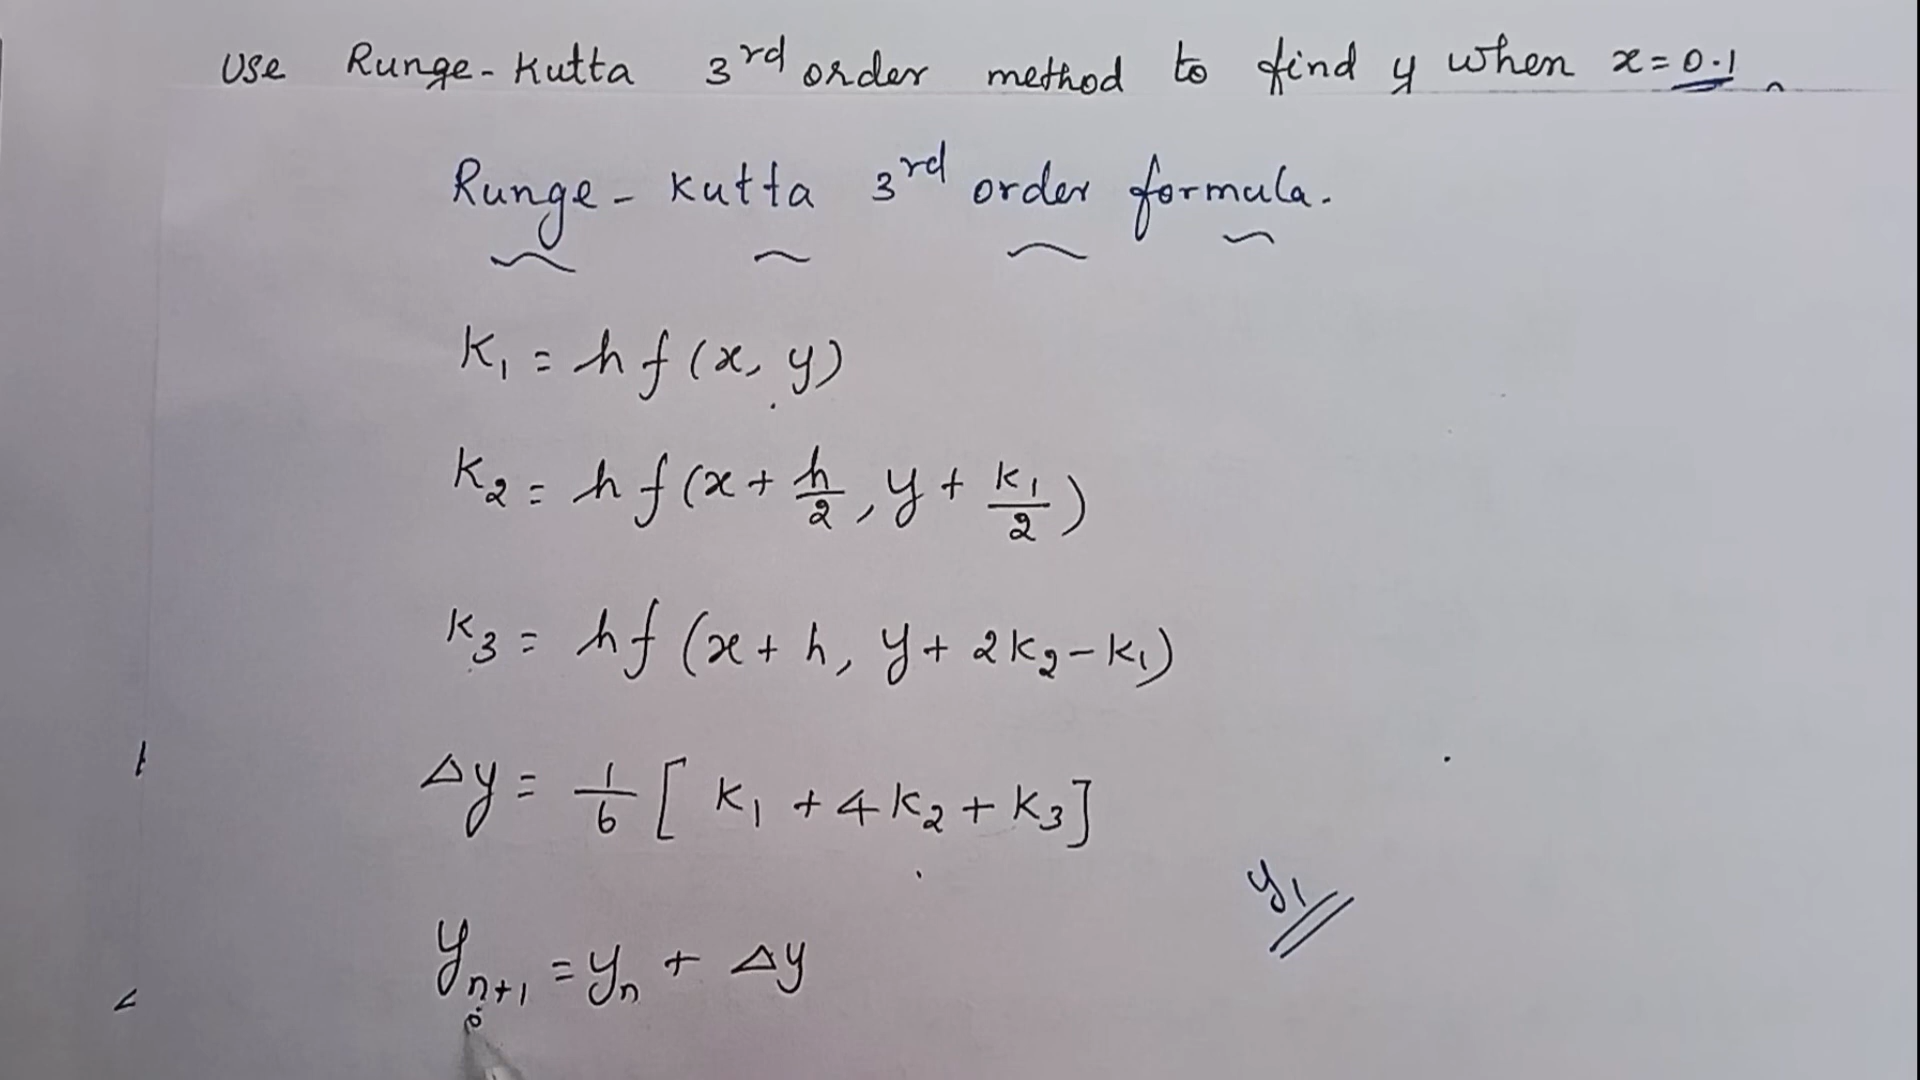 Use Runge-Kutta 3rd order method to find y when x=0.1
Runge-Kutta 3rd order formula.
K₁ = hf(x, y)
K₂ = hf(x + h/2, y + K₁/2)
K₃ = hf(x + h, y + 2K₂ - K₁)
Δy = 1/6 [K₁ + 4K₂ + K₃]
y₁
yₙ₊₁ = yₙ + Δy
0